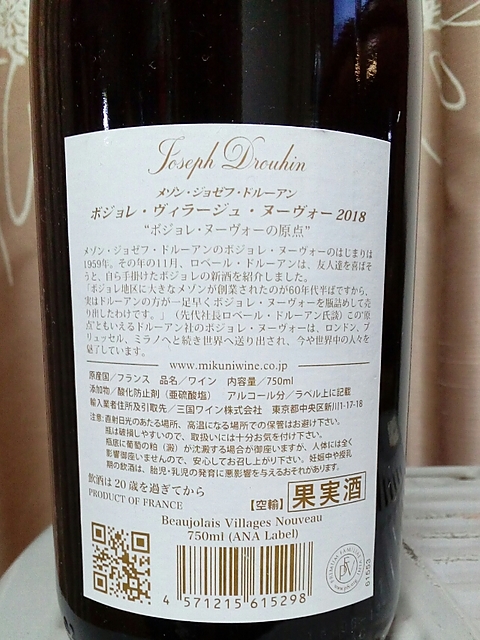 Joseph Drouhin
メゾン・ジョゼフ・ドルーアン
ボジョレ・ヴィラージュ・ヌーヴォー 2018
“ボジョレ・ヌーヴォーの原点”
メゾン・ジョゼフ・ドルーアンのボジョレ・ヌーヴォーのはじまりは
1959年。その年の11月、ロベール・ドルーアンは、友人達を喜ばそ
うと、自ら手掛けたボジョレの新酒を紹介しました。
「ボジョレ地区に大きなメゾンが創業されたのが60年代半ばですから、
実はドルーアンの方が一足早くボジョレ・ヌーヴォーを瓶詰めして売
り出したわけです。」（先代社長ロベール・ドルーアン氏談）この“原
点”ともいえるドルーアン社のボジョレ・ヌーヴォーは、ロンドン、ブ
リュッセル、ミラノへと続き世界へ送り出され、今や世界中の人々を
魅了しています。
www.mikuniwine.co.jp
原産国／フランス 品名／ワイン 内容量／750ml
添加物／酸化防止剤（亜硫酸塩） アルコール分／ラベル上に記載
輸入業者住所及引取先／三国ワイン株式会社 東京都中央区新川1-17-18
注意:直射日光のあたる場所、高温になる場所での保管はお避け下さい。
瓶は破損しやすいので、取扱いには十分お気を付け下さい。
瓶底に葡萄の粕（澱）が沈澱する場合が御座いますが、人体には全く
影響御座いませんので、安心してお召し上がり下さい。妊娠中や授乳
期の飲酒は、胎児・乳児の発育に悪影響を与えるおそれがあります。
飲酒は20歳を過ぎてから
PRODUCT OF FRANCE
【空輸】 果実酒
Beaujolais Villages Nouveau
750ml (ANA Label)
4 571215 615298
61553